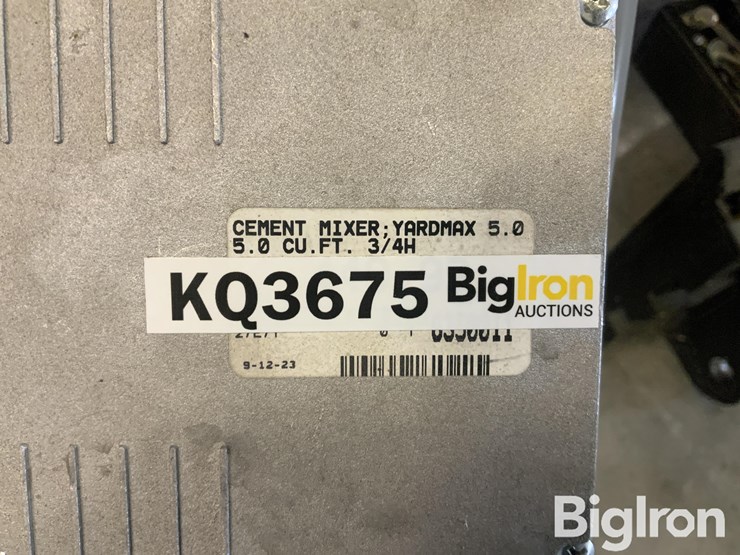 CEMENT MIXER;YARDMAX 5.0
5.0 CU.FT. 3/4H
KQ3675 BigIron
AUCTIONS
9-12-23
BigIron